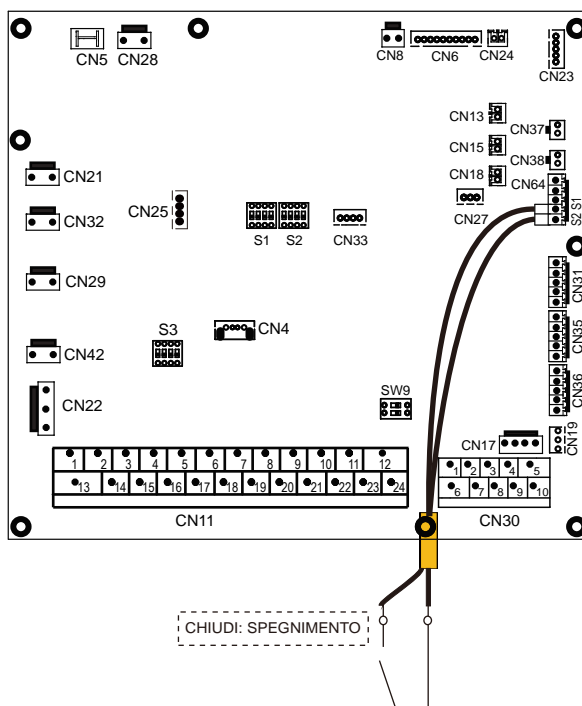 CN5
CN28
CN8
CN6
CN24
CN23
CN13
CN37
CN15
CN38
CN18
CN64
CN21
CN25
CN32
S1
S2
CN33
CN27
S2 S1
CN29
CN31
S3
CN4
CN35
CN42
CN36
CN22
SW9
CN17
CN19
1 2 3 4 5 6 7 8 9 10 11 12
13 14 15 16 17 18 19 20 21 22 23 24
1 2 3 4 5
6 7 8 9 10
CN11
CN30
CHIUDI: SPEGNIMENTO